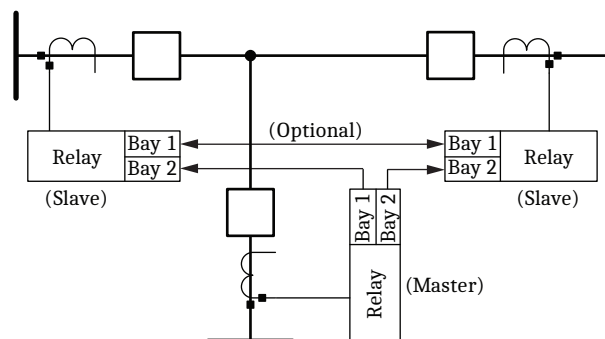 (Optional)
Relay
Bay 1
Bay 2
(Slave)
Bay 1
Bay 2
Relay
(Slave)
Bay 1
Bay 2
Relay
(Master)